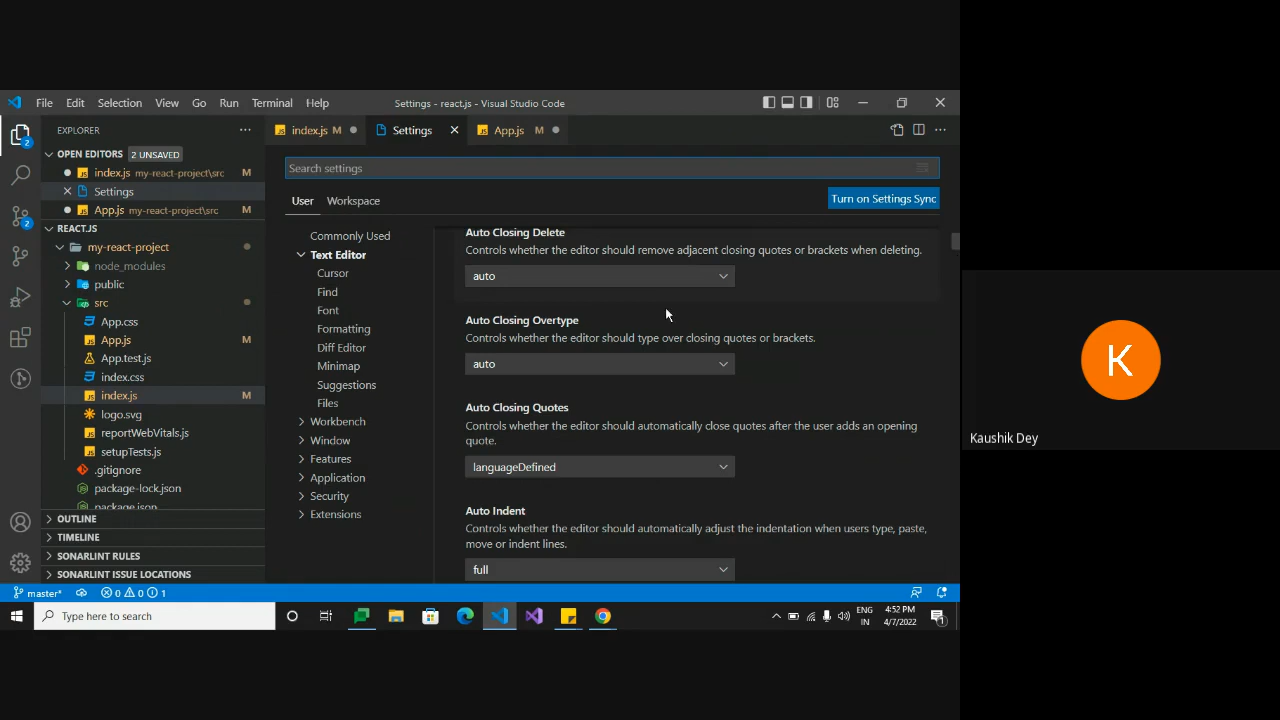 File Edit Selection View Go Run Terminal Help Settings - react.js - Visual Studio Code
EXPLORER
index.js M Settings App.js M
OPEN EDITORS 2 UNSAVED
index.js my-react-project\src M
Settings
App.js my-react-project\src M
REACT.JS
my-react-project
node_modules
public
src
App.css
App.js M
App.test.js
index.css
index.js M
logo.svg
reportWebVitals.js
setupTests.js
.gitignore
package-lock.json
package.json
OUTLINE
TIMELINE
SONARLINT RULES
SONARLINT ISSUE LOCATIONS
2
2
Search settings
User Workspace
Turn on Settings Sync
Commonly Used
Text Editor
Cursor
Find
Font
Formatting
Diff Editor
Minimap
Suggestions
Files
Workbench
Window
Features
Application
Security
Extensions
Auto Closing Delete
Controls whether the editor should remove adjacent closing quotes or brackets when deleting.
auto
Auto Closing Overtype
Controls whether the editor should type over closing quotes or brackets.
auto
Auto Closing Quotes
Controls whether the editor should automatically close quotes after the user adds an opening
quote.
languageDefined
Auto Indent
Controls whether the editor should automatically adjust the indentation when users type, paste,
move or indent lines.
full
master* 0 0 1
Type here to search
ENG
IN
4:52 PM
4/7/2022
1
K
Kaushik Dey